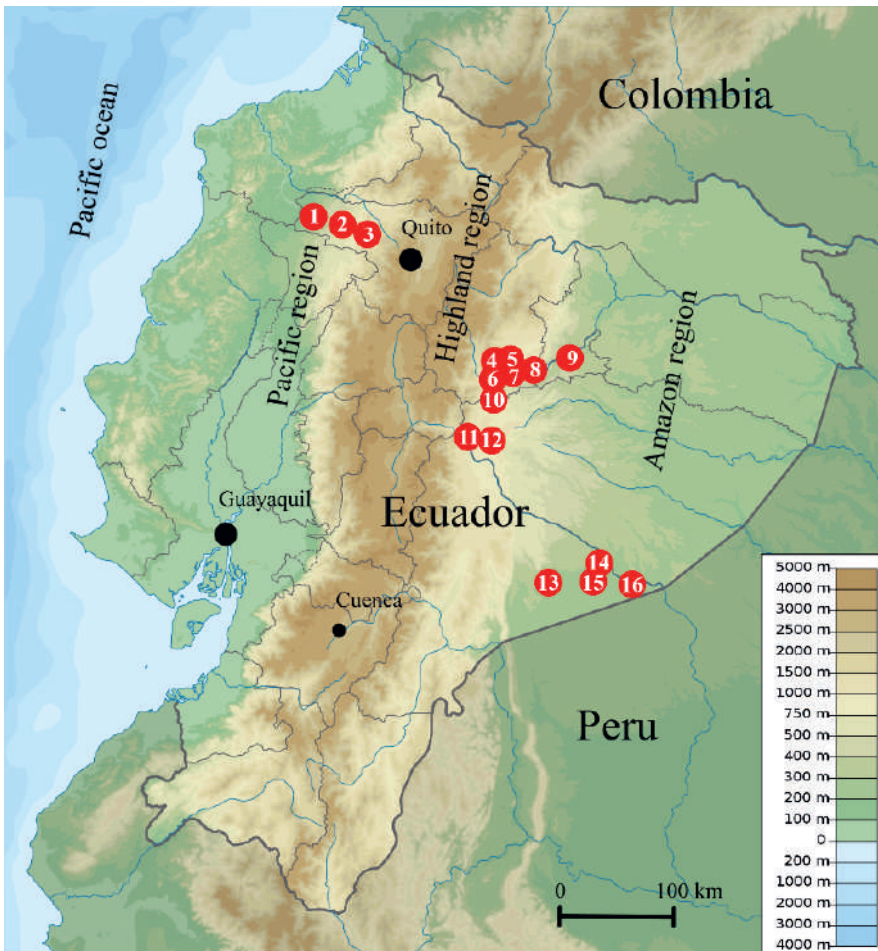 Colombia
Pacific ocean
1
2
3
Quito
Highland region
Pacific region
Amazon region
4
5
6
7
8
9
10
11
12
Guayaquil
Ecuador
13
14
15
16
Cuenca
Peru
0
100 km
5000 m
4000 m
3000 m
2500 m
2000 m
1500 m
1000 m
750 m
500 m
400 m
300 m
200 m
100 m
0
200 m
1000 m
2000 m
3000 m
4000 m